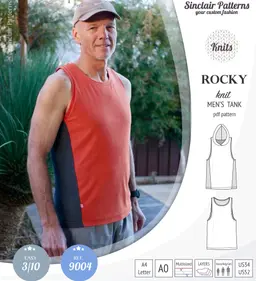 Sinclair Patterns
your custom fashion
Knits
ROCKY
knit
MEN'S TANK
pdf pattern
3/10
9004
A4
Letter
A0
LAYERS
US34
US52